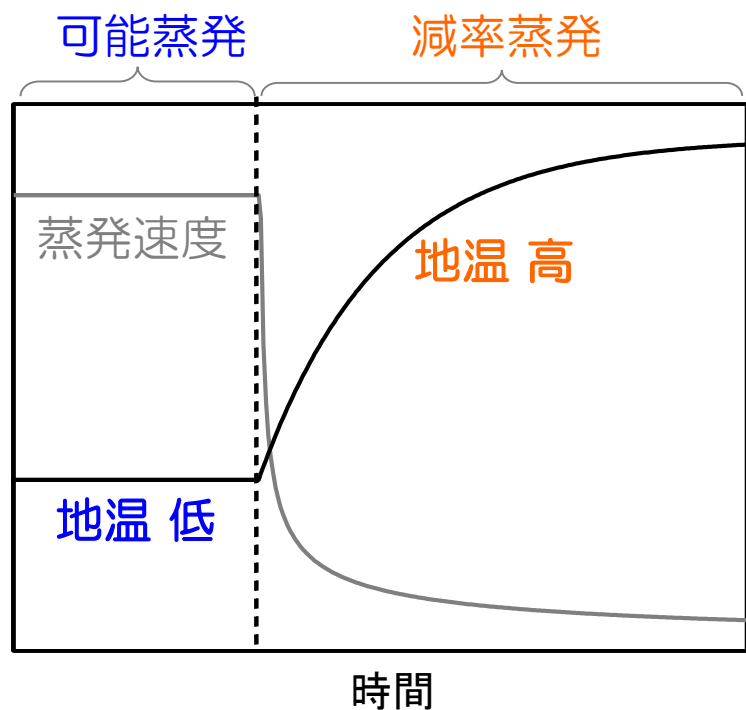 可能蒸発
減率蒸発
蒸発速度
地温 高
地温 低
時間